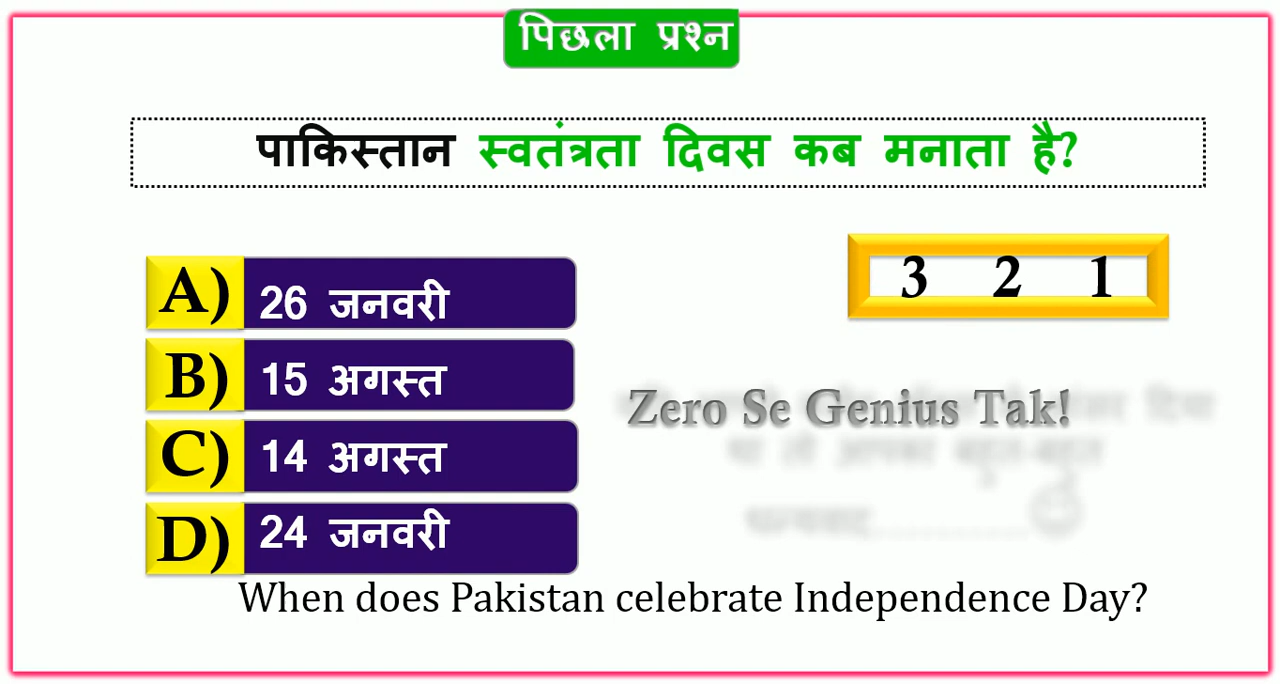 पिछला प्रश्न
पाकिस्तान स्वतंत्रता दिवस कब मनाता है?
3 2 1
A) 26 जनवरी
B) 15 अगस्त
C) 14 अगस्त
D) 24 जनवरी
Zero Se Genius Tak!
When does Pakistan celebrate Independence Day?